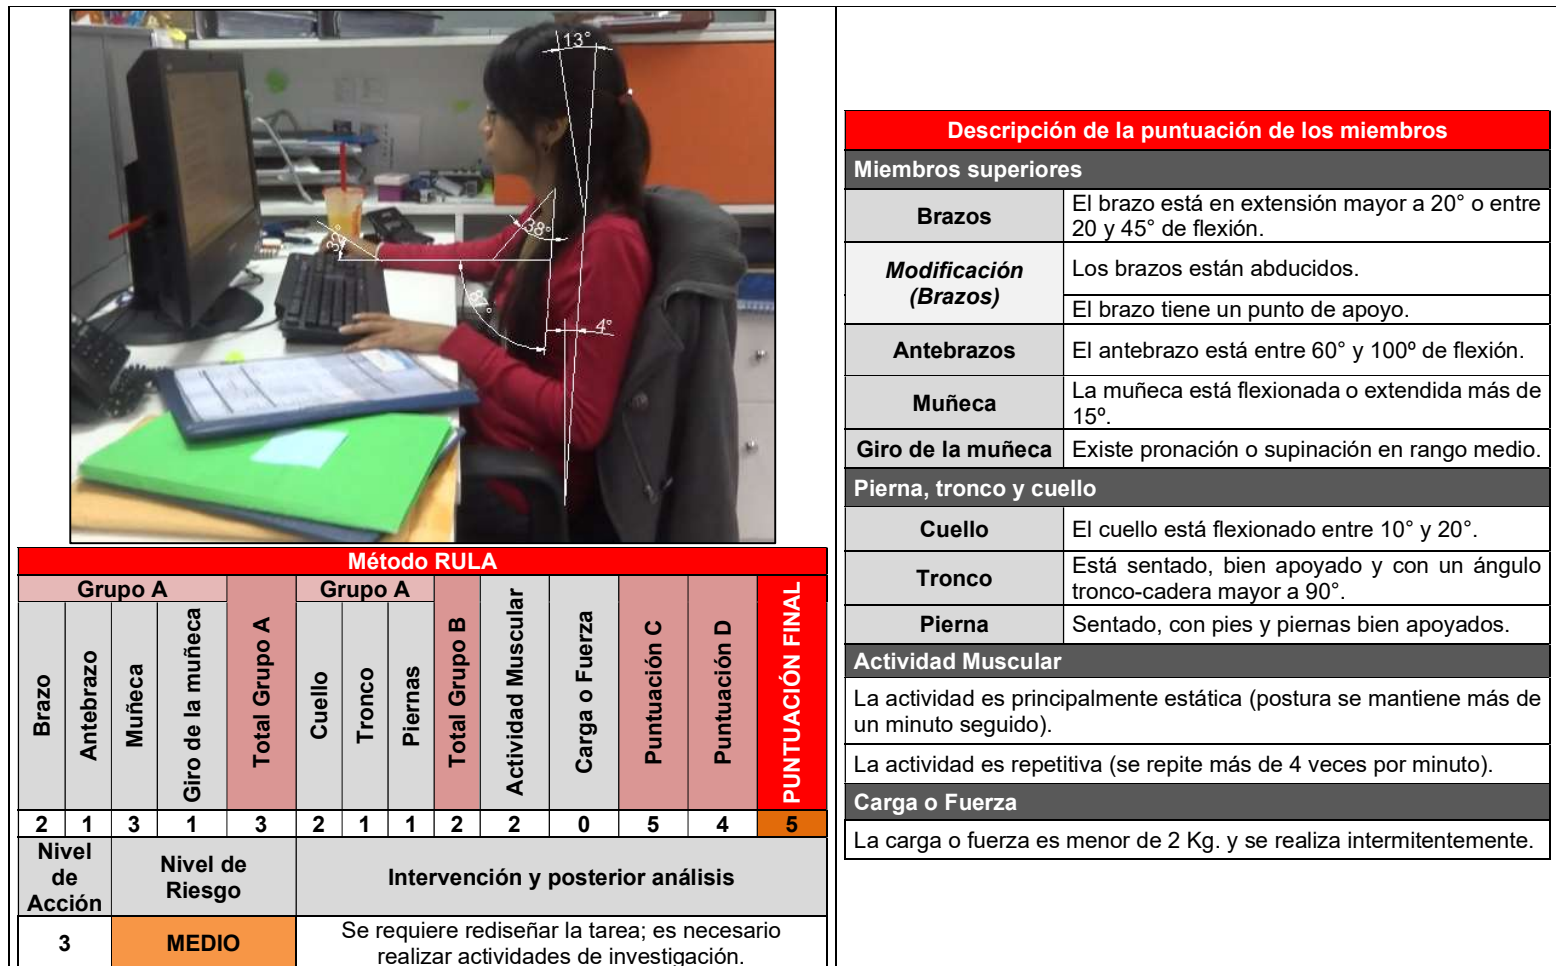 13°
38°
32°
87°
4°
Método RULA
Grupo A
Grupo A
Brazo
Antebrazo
Muñeca
Giro de la muñeca
Total Grupo A
Cuello
Tronco
Piernas
Total Grupo B
Actividad Muscular
Carga o Fuerza
Puntuación C
Puntuación D
PUNTUACIÓN FINAL
2 1 3 1 3 2 1 1 2 2 0 5 4 5
Nivel
de
Acción
Nivel de
Riesgo
Intervención y posterior análisis
3
MEDIO
Se requiere rediseñar la tarea; es necesario
realizar actividades de investigación.
Descripción de la puntuación de los miembros
Miembros superiores
Brazos
El brazo está en extensión mayor a 20° o entre
20 y 45° de flexión.
Modificación
(Brazos)
Los brazos están abducidos.
El brazo tiene un punto de apoyo.
Antebrazos
El antebrazo está entre 60° y 100º de flexión.
Muñeca
La muñeca está flexionada o extendida más de
15º.
Giro de la muñeca
Existe pronación o supinación en rango medio.
Pierna, tronco y cuello
Cuello
El cuello está flexionado entre 10° y 20°.
Tronco
Está sentado, bien apoyado y con un ángulo
tronco-cadera mayor a 90°.
Pierna
Sentado, con pies y piernas bien apoyados.
Actividad Muscular
La actividad es principalmente estática (postura se mantiene más de
un minuto seguido).
La actividad es repetitiva (se repite más de 4 veces por minuto).
Carga o Fuerza
La carga o fuerza es menor de 2 Kg. y se realiza intermitentemente.